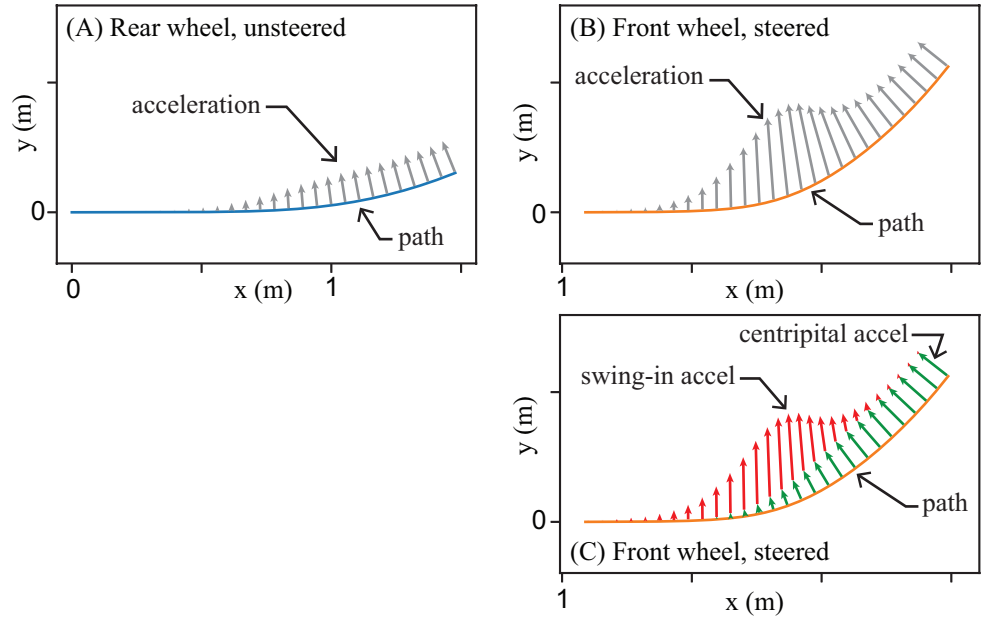 (A) Rear wheel, unsteered
acceleration
path
y (m)
0
0
1
x (m)
(B) Front wheel, steered
acceleration
path
y (m)
0
1
x (m)
centripital accel
swing-in accel
path
y (m)
0
(C) Front wheel, steered
1
x (m)